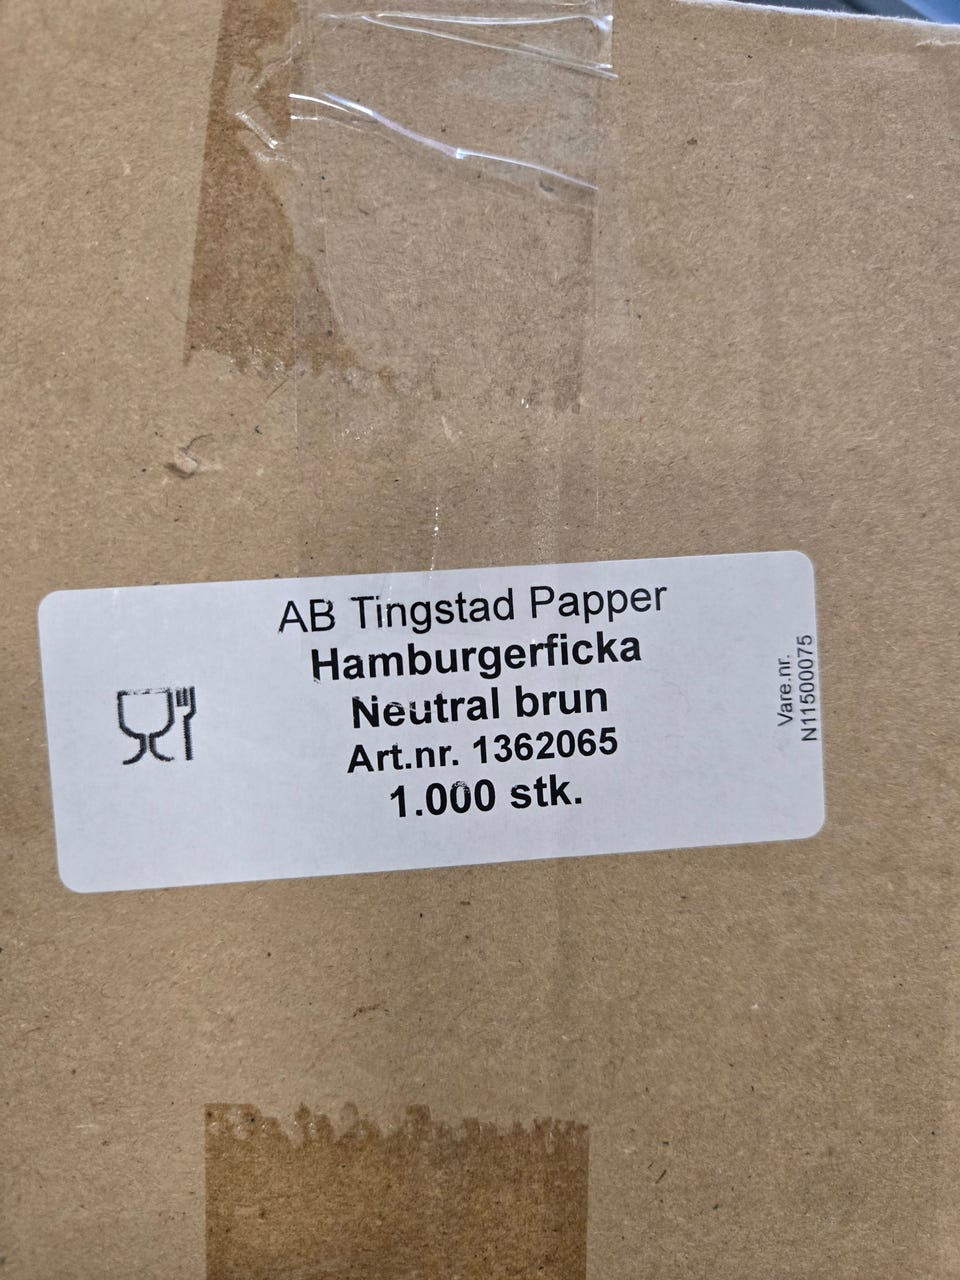 AB Tingstad Papper
Hamburgerficka
Neutral brun
Art.nr. 1362065
1.000 stk.
Vare.nr.
N11500075